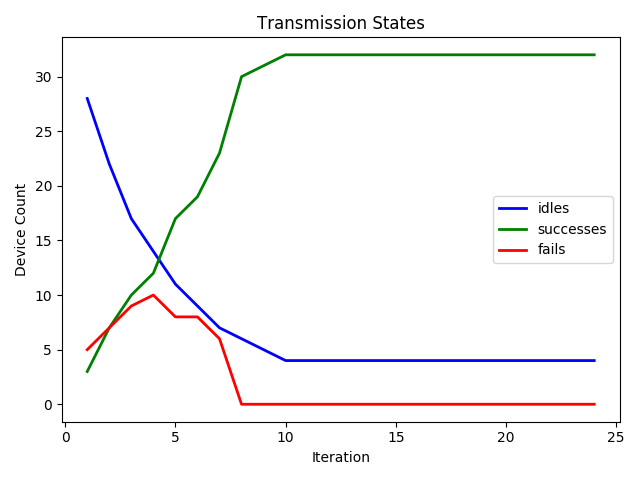 Transmission States
Device Count
30
25
20
15
10
5
0
idles
successes
fails
0 5 10 15 20 25
Iteration